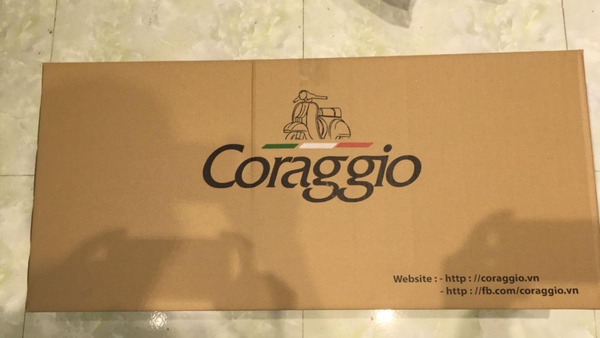 Coraggio
Website : - http : //coraggio.vn
- http : //fb.com/coraggio.vn